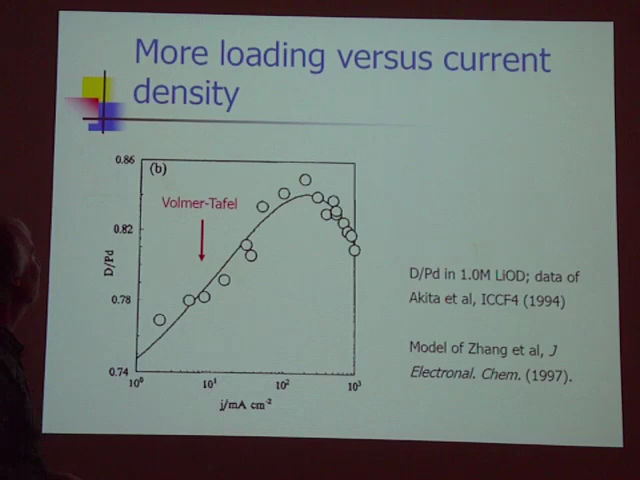 More loading versus current
density
(b)
Volmer-Tafel
0.86
0.82
0.78
0.74
D/Pd
10⁰
10¹
10²
10³
j/mA cm⁻²
D/Pd in 1.0M LiOD; data of
Akita et al, ICCF4 (1994)
Model of Zhang et al, J
Electronal. Chem. (1997).